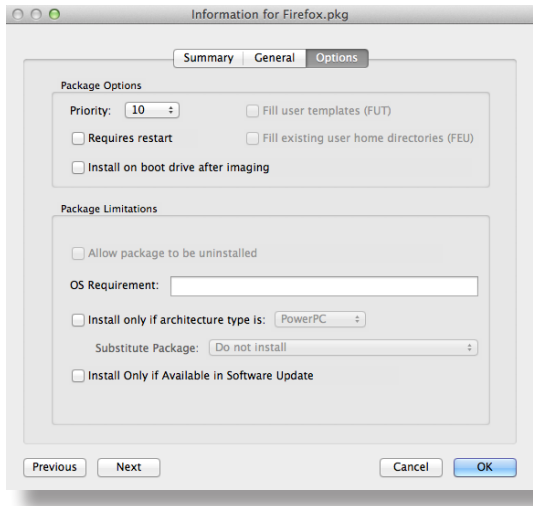 Information for Firefox.pkg
Summary General Options
Package Options
Priority: 10 Fill user templates (FUT)
Requires restart Fill existing user home directories (FEU)
Install on boot drive after imaging
Package Limitations
Allow package to be uninstalled
OS Requirement:
Install only if architecture type is: PowerPC
Substitute Package: Do not install
Install Only if Available in Software Update
Previous Next Cancel OK